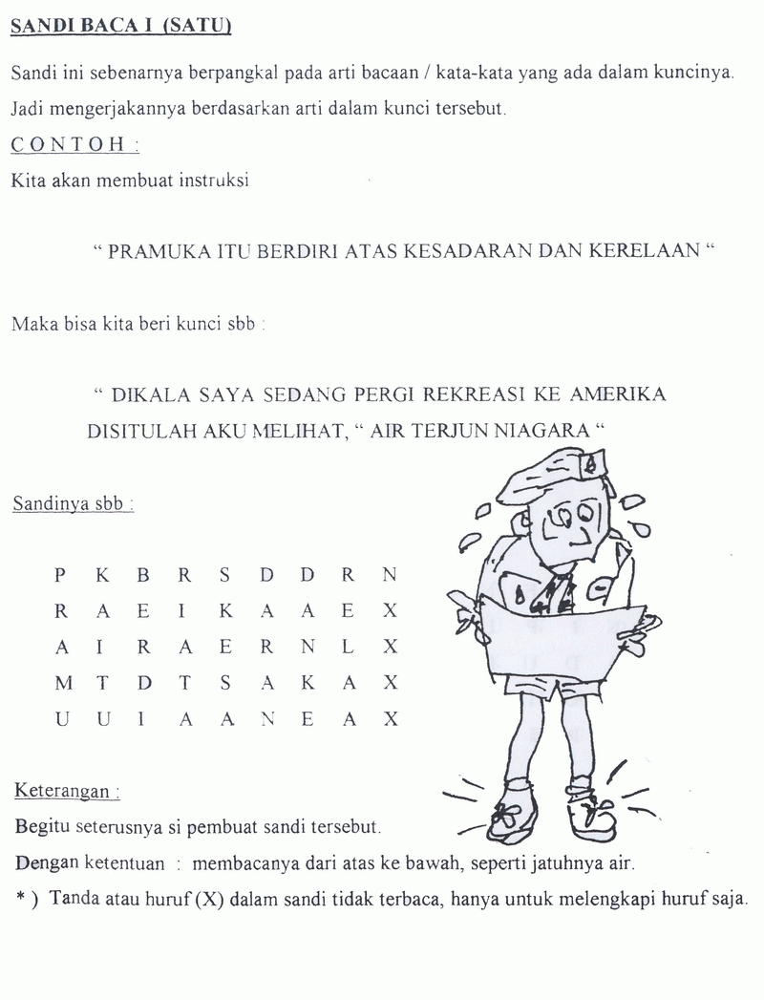 SANDI BACA I (SATU)
Sandi ini sebenarnya berpangkal pada arti bacaan / kata-kata yang ada dalam kuncinya.
Jadi mengerjakannya berdasarkan arti dalam kunci tersebut.
C O N T O H :
Kita akan membuat instruksi
“ PRAMUKA ITU BERDIRI ATAS KESADARAN DAN KERELAAN “
Maka bisa kita beri kunci sbb :
“ DIKALA SAYA SEDANG PERGI REKREASI KE AMERIKA
DISITULAH AKU MELIHAT, “ AIR TERJUN NIAGARA “
Sandinya sbb :
P K B R S D D R N
R A E I K A A E X
A I R A E R N L X
M T D T S A K A X
U U I A A N E A X
Keterangan :
Begitu seterusnya si pembuat sandi tersebut.
Dengan ketentuan : membacanya dari atas ke bawah, seperti jatuhnya air.
* ) Tanda atau huruf (X) dalam sandi tidak terbaca, hanya untuk melengkapi huruf saja.